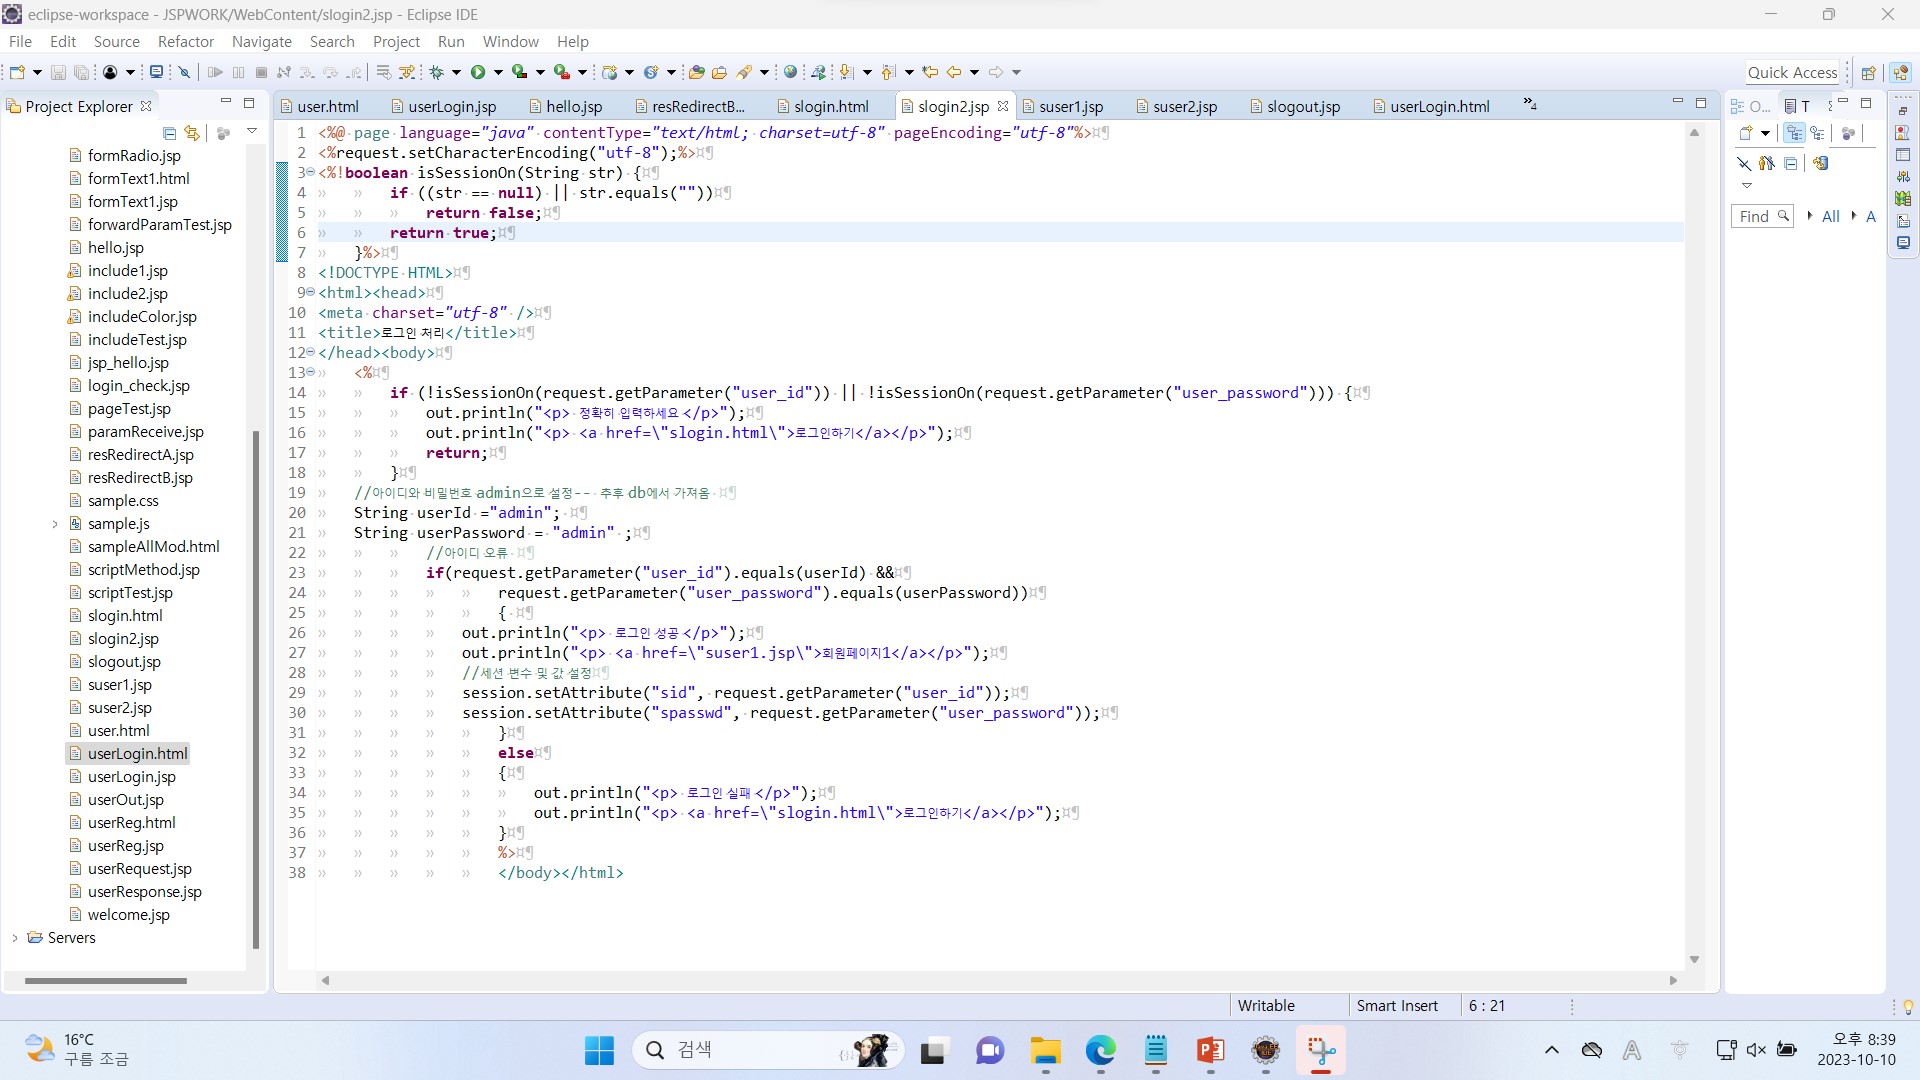 eclipse-workspace - JSPWORK/WebContent/slogin2.jsp - Eclipse IDE
File Edit Source Refactor Navigate Search Project Run Window Help
Quick Access
Project Explorer
user.html userLogin.jsp hello.jsp resRedirectB... slogin.html slogin2.jsp suser1.jsp suser2.jsp slogout.jsp userLogin.html »4
O... T
formRadio.jsp
formText1.html
formText1.jsp
forwardParamTest.jsp
hello.jsp
include1.jsp
include2.jsp
includeColor.jsp
includeTest.jsp
jsp_hello.jsp
login_check.jsp
pageTest.jsp
paramReceive.jsp
resRedirectA.jsp
resRedirectB.jsp
sample.css
sample.js
sampleAllMod.html
scriptMethod.jsp
scriptTest.jsp
slogin.html
slogin2.jsp
slogout.jsp
suser1.jsp
suser2.jsp
user.html
userLogin.html
userLogin.jsp
userOut.jsp
userReg.html
userReg.jsp
userRequest.jsp
userResponse.jsp
welcome.jsp
Servers
1 <%@ page language="java" contentType="text/html; charset=utf-8" pageEncoding="utf-8"%>
2 <%request.setCharacterEncoding("utf-8");%>
3 <%!boolean isSessionOn(String str) {
4 if ((str == null) || str.equals(""))
5 return false;
6 return true;
7 }%>
8 <!DOCTYPE HTML>
9 <html><head>
10 <meta charset="utf-8" />
11 <title>로그인 처리</title>
12 </head><body>
13 <%
14 if (!isSessionOn(request.getParameter("user_id")) || !isSessionOn(request.getParameter("user_password"))) {
15 out.println("<p> 정확히 입력하세요 </p>");
16 out.println("<p> <a href=\"slogin.html\">로그인하기</a></p>");
17 return;
18 }
19 //아이디와 비밀번호 admin으로 설정-- 추후 db에서 가져옴
20 String userId ="admin";
21 String userPassword = "admin" ;
22 //아이디 오류
23 if(request.getParameter("user_id").equals(userId) &&
24 request.getParameter("user_password").equals(userPassword))
25 {
26 out.println("<p> 로그인 성공 </p>");
27 out.println("<p> <a href=\"suser1.jsp\">회원페이지1</a></p>");
28 //세션 변수 및 값 설정
29 session.setAttribute("sid", request.getParameter("user_id"));
30 session.setAttribute("spasswd", request.getParameter("user_password"));
31 }
32 else
33 {
34 out.println("<p> 로그인 실패 </p>");
35 out.println("<p> <a href=\"slogin.html\">로그인하기</a></p>");
36 }
37 %>
38 </body></html>
Find All A
Writable Smart Insert 6 : 21
16°C
구름 조금
검색
오후 8:39
2023-10-10